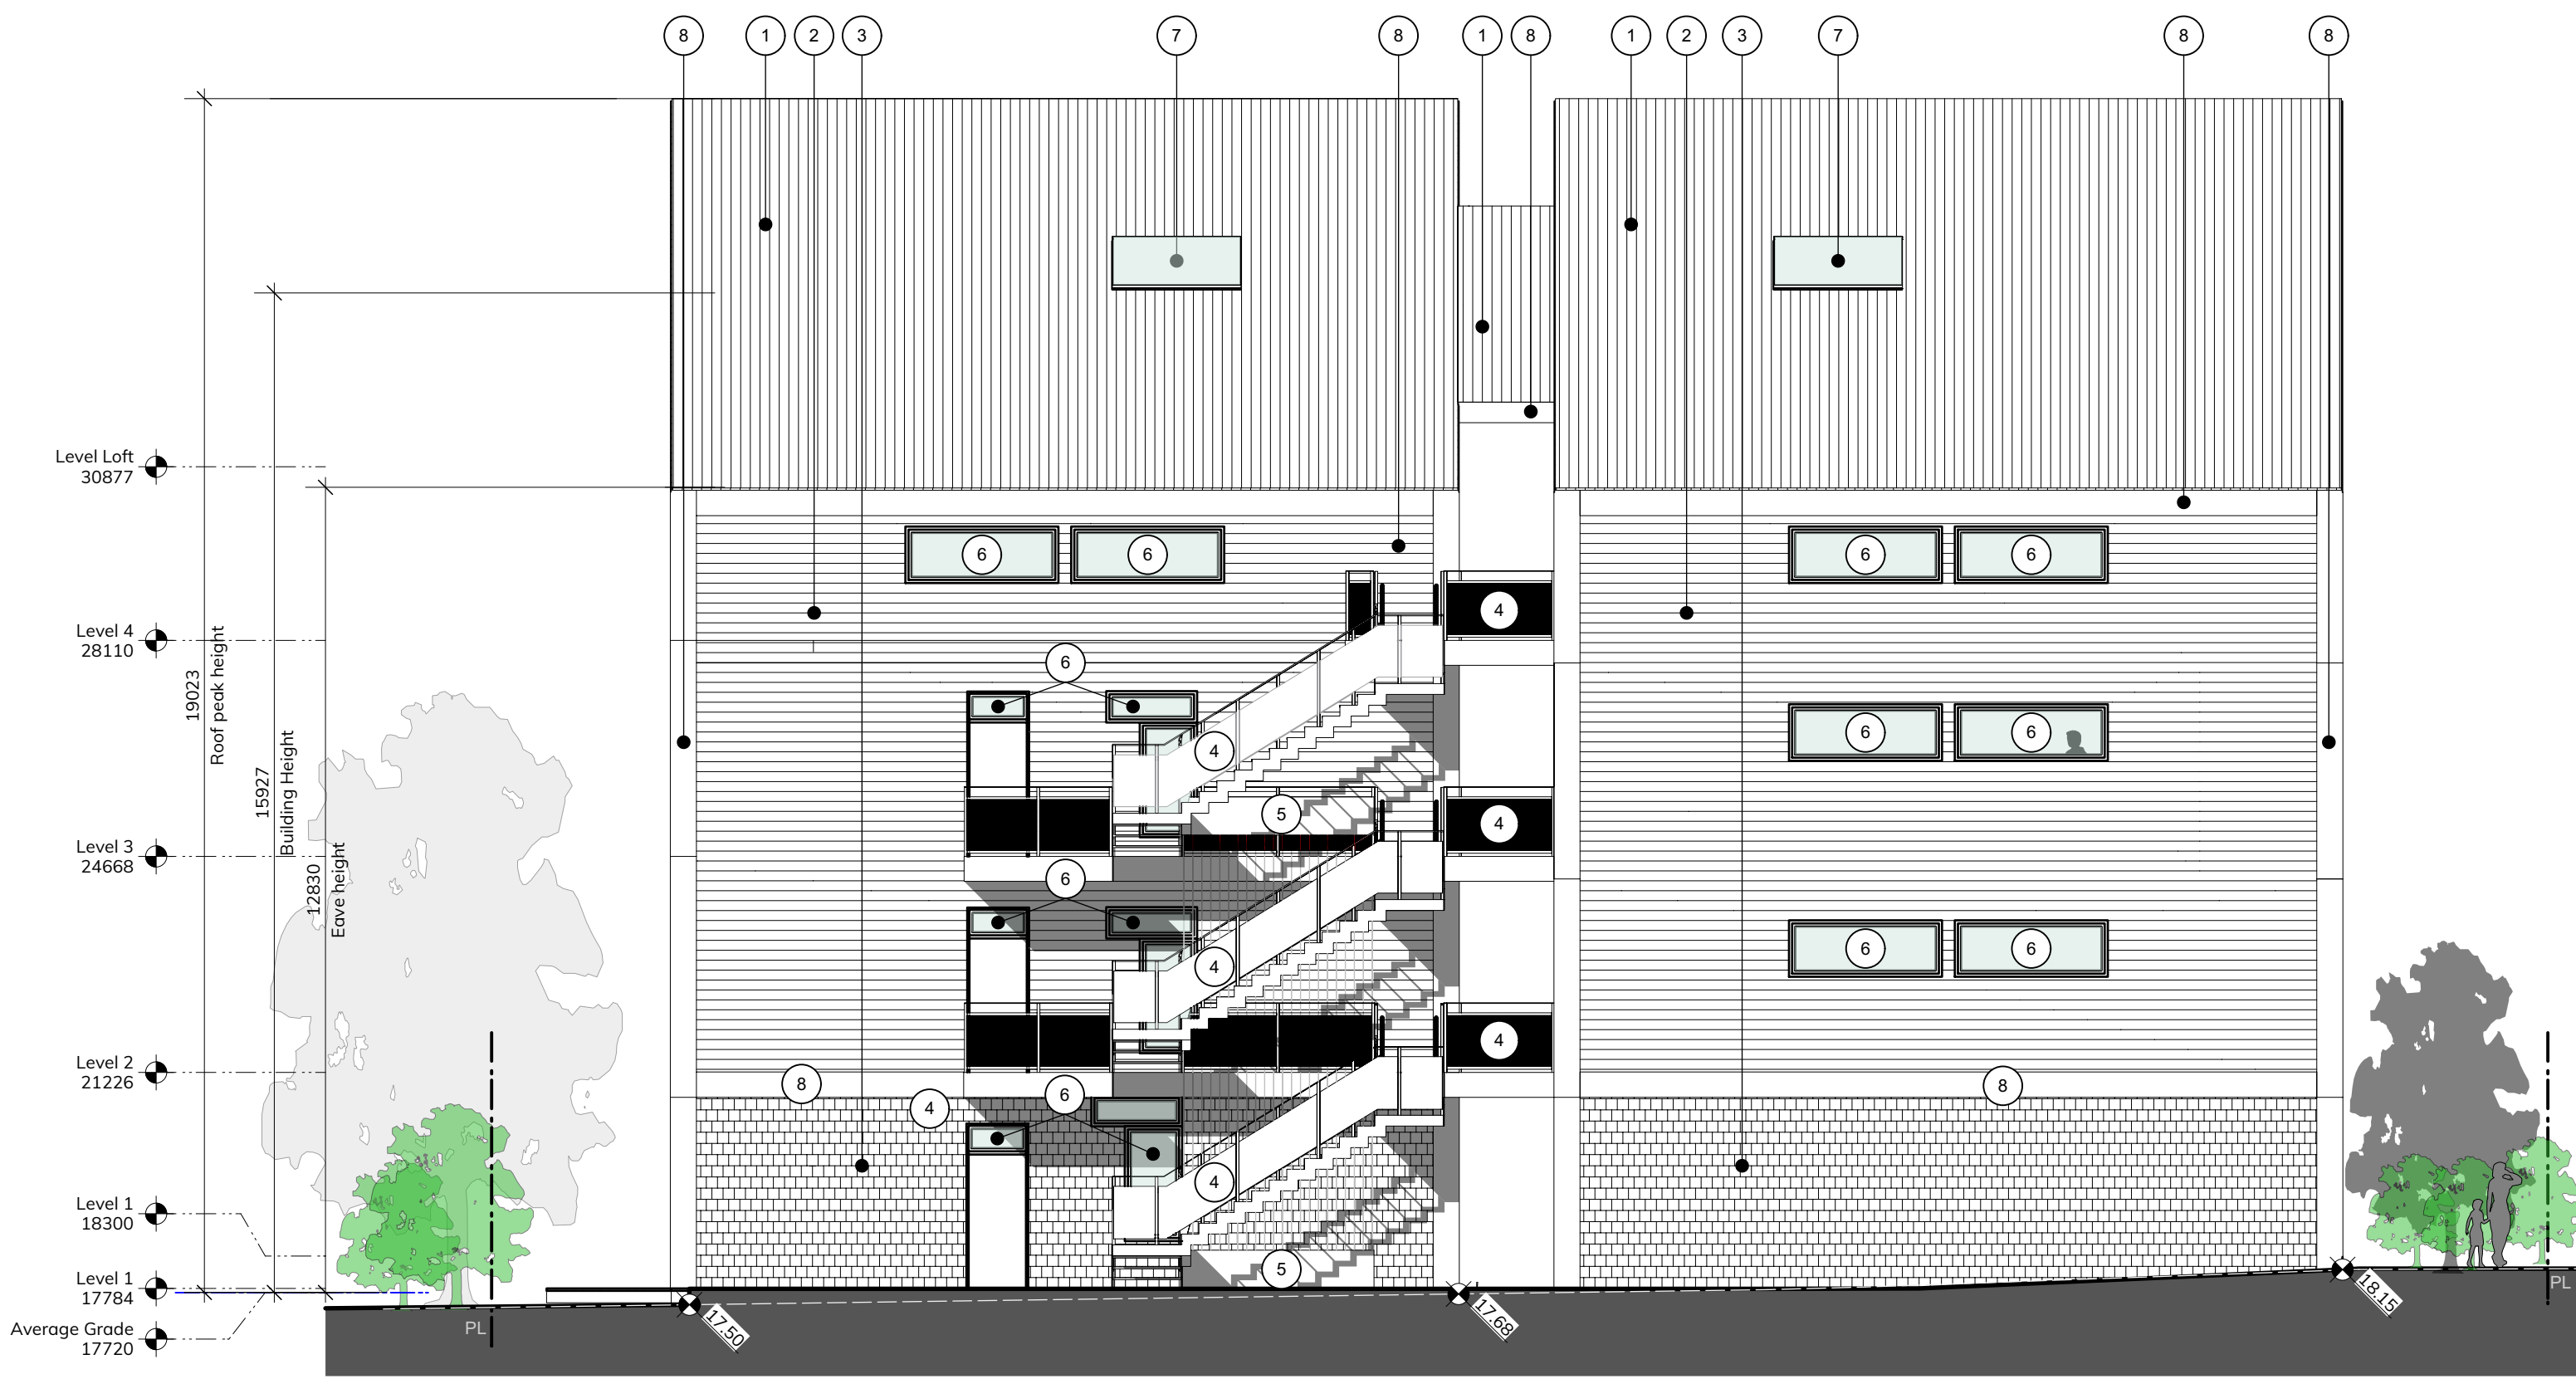 8 1 2 3 7 8 1 8 1 2 3 7 8 8
Level Loft
30877
6 6 6 6
4
Level 4
28110
19023
Roof peak height
6
6 6
15927
Building Height
4
5 4
Level 3
24668
12830
Eave height
6
6 6
4
4
Level 2
21226
8 6 8
4
4
Level 1
18300
5
Level 1
17784
PL
18.15
Average Grade
17720
PL
17.50
17.68